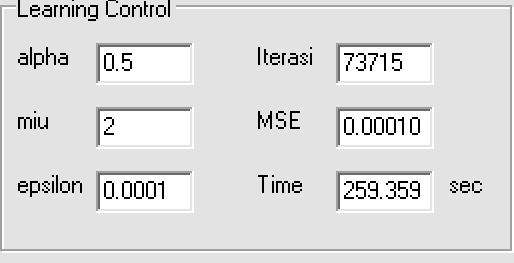 Learning Control
alpha 0.5 Iterasi 73715
miu 2 MSE 0.00010
epsilon 0.0001 Time 259.359 sec